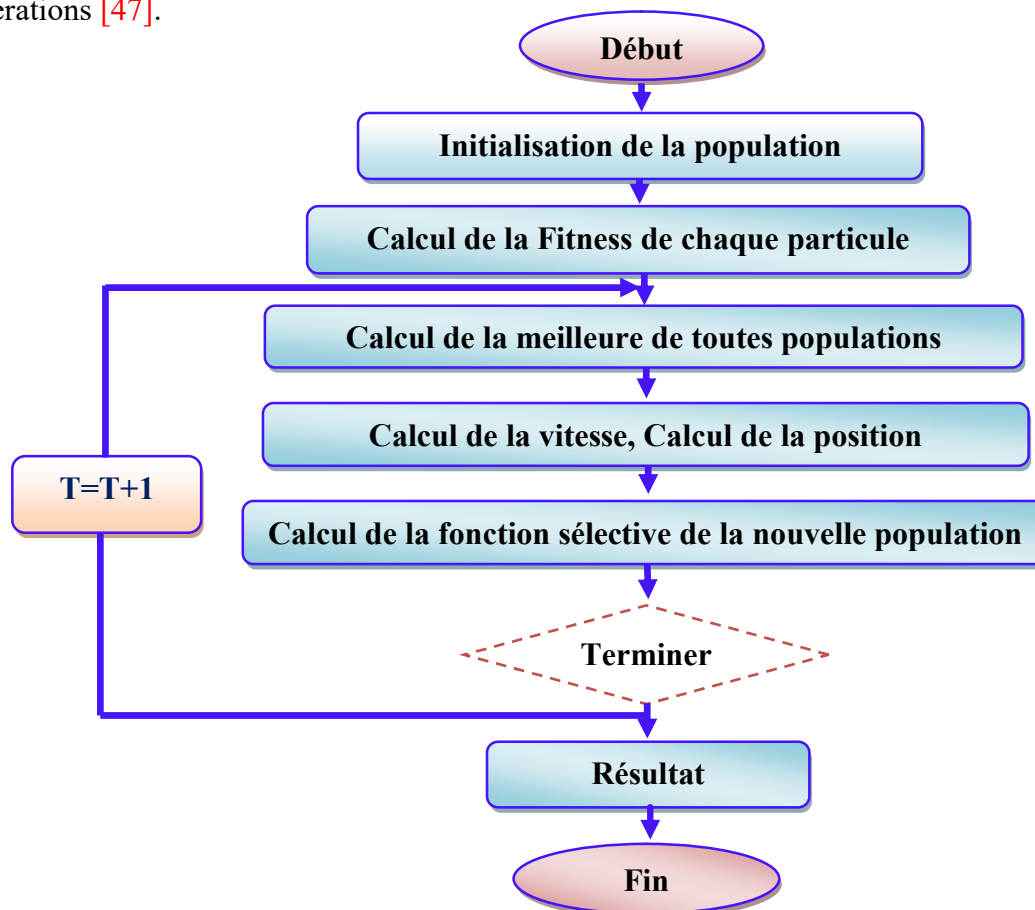 erations [47].
Début
Initialisation de la population
Calcul de la Fitness de chaque particule
Calcul de la meilleure de toutes populations
Calcul de la vitesse, Calcul de la position
T=T+1
Calcul de la fonction sélective de la nouvelle population
Terminer
Résultat
Fin